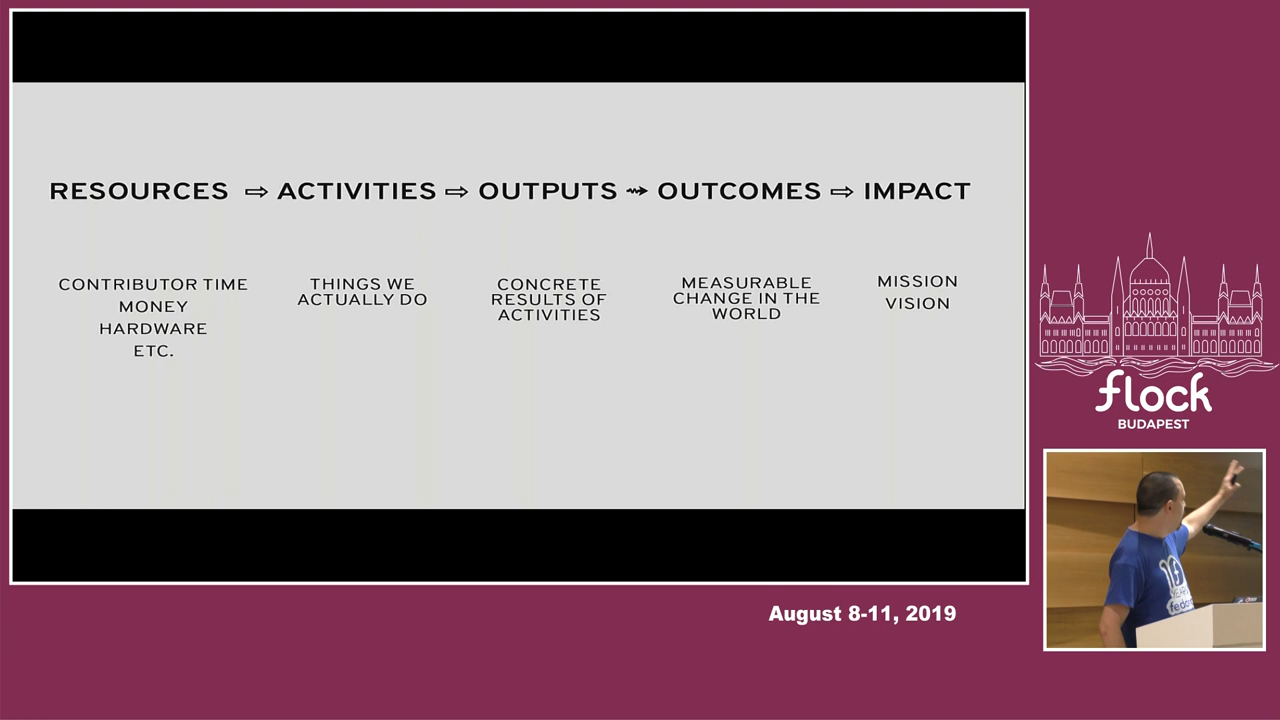 RESOURCES ⇨ ACTIVITIES ⇨ OUTPUTS ⇝ OUTCOMES ⇨ IMPACT
CONTRIBUTOR TIME
MONEY
HARDWARE
ETC.
THINGS WE
ACTUALLY DO
CONCRETE
RESULTS OF
ACTIVITIES
MEASURABLE
CHANGE IN THE
WORLD
MISSION
VISION
flock
BUDAPEST
August 8-11, 2019